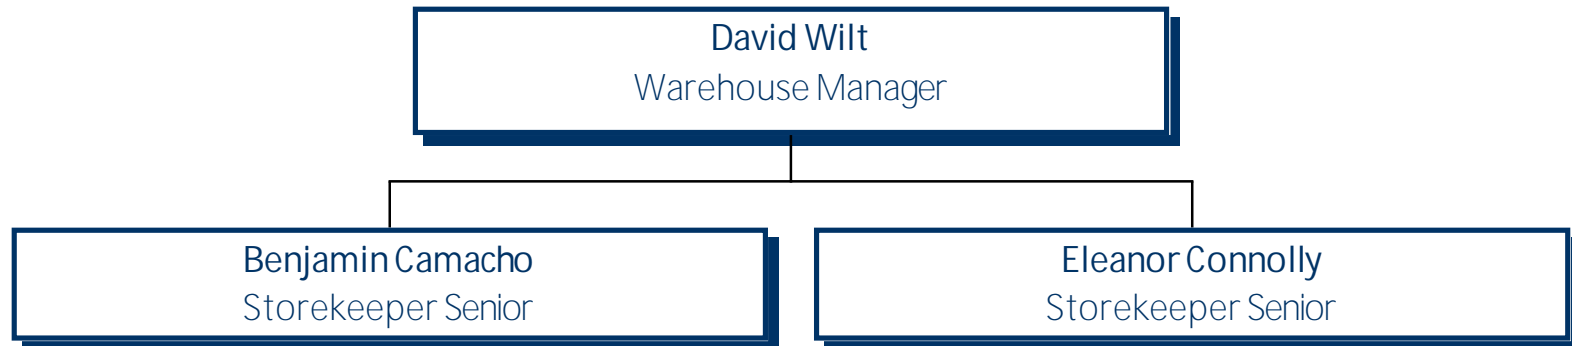 David Wilt
Warehouse Manager
Benjamin Camacho
Storekeeper Senior
Eleanor Connolly
Storekeeper Senior